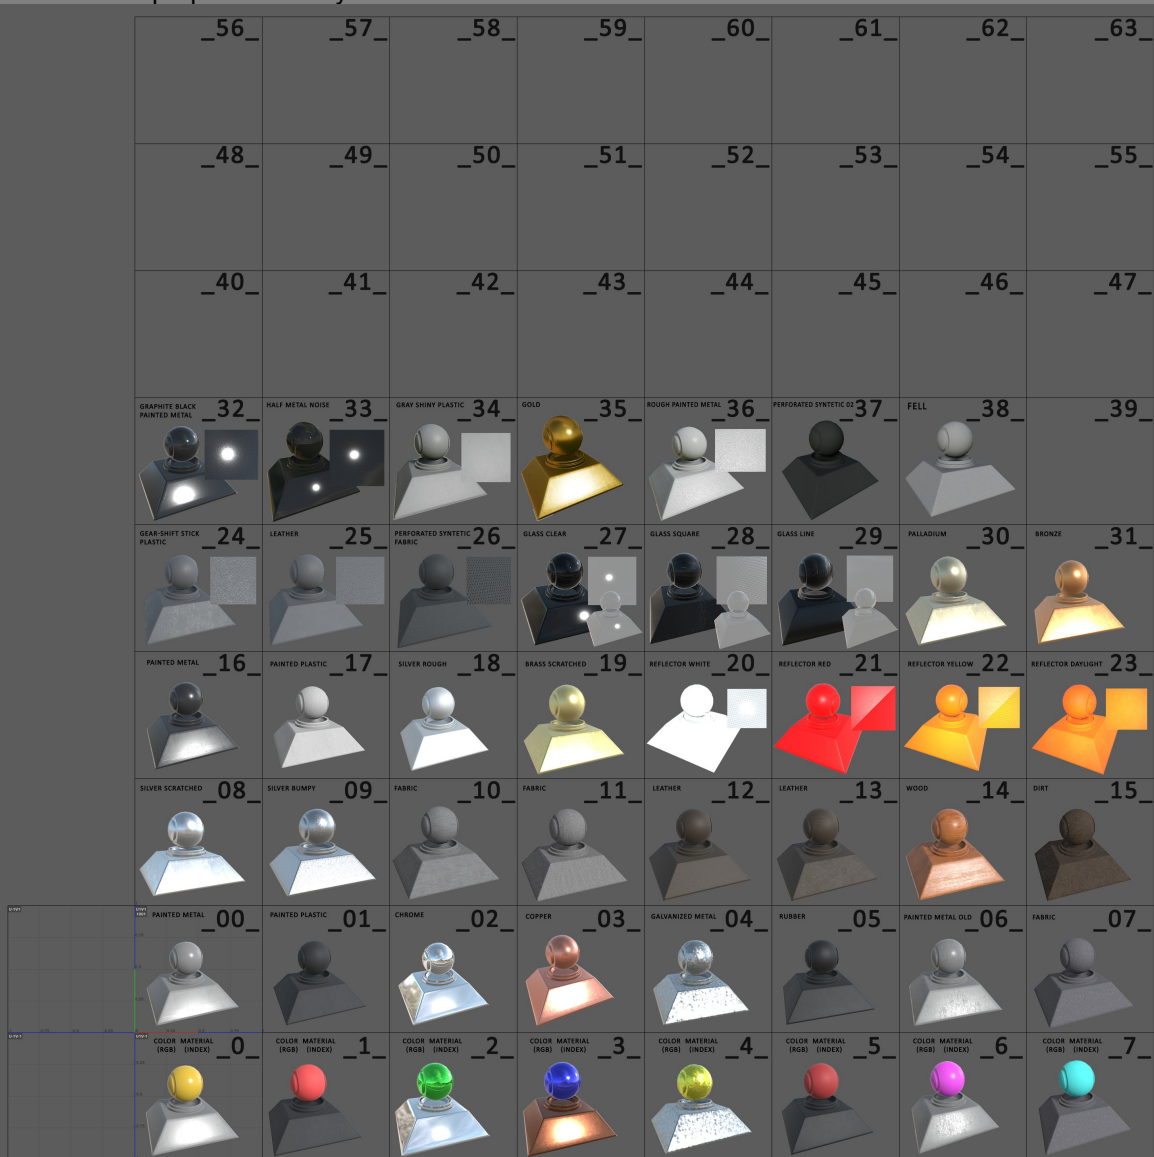 _56_ _57_ _58_ _59_ _60_ _61_ _62_ _63_
_48_ _49_ _50_ _51_ _52_ _53_ _54_ _55_
_40_ _41_ _42_ _43_ _44_ _45_ _46_ _47_
GRAPHITE BLACK
PAINTED METAL
_32_
HALF METAL NOISE _33_
GRAY SHINY PLASTIC _34_
GOLD _35_
ROUGH PAINTED METAL _36_
PERFORATED SYNTETIC 02 _37_
FELL _38_
_39_
GEAR-SHIFT STICK
PLASTIC
_24_
LEATHER _25_
PERFORATED SYNTETIC
FABRIC
_26_
GLASS CLEAR _27_
GLASS SQUARE _28_
GLASS LINE _29_
PALLADIUM _30_
BRONZE _31_
PAINTED METAL _16_
PAINTED PLASTIC _17_
SILVER ROUGH _18_
BRASS SCRATCHED _19_
REFLECTOR WHITE _20_
REFLECTOR RED _21_
REFLECTOR YELLOW _22_
REFLECTOR DAYLIGHT _23_
SILVER SCRATCHED _08_
SILVER BUMPY _09_
FABRIC _10_
FABRIC _11_
LEATHER _12_
LEATHER _13_
WOOD _14_
DIRT _15_
PAINTED METAL _00_
PAINTED PLASTIC _01_
CHROME _02_
COPPER _03_
GALVANIZED METAL _04_
RUBBER _05_
PAINTED METAL OLD _06_
FABRIC _07_
COLOR MATERIAL
(RGB) (INDEX)
_0_
COLOR MATERIAL
(RGB) (INDEX)
_1_
COLOR MATERIAL
(RGB) (INDEX)
_2_
COLOR MATERIAL
(RGB) (INDEX)
_3_
COLOR MATERIAL
(RGB) (INDEX)
_4_
COLOR MATERIAL
(RGB) (INDEX)
_5_
COLOR MATERIAL
(RGB) (INDEX)
_6_
COLOR MATERIAL
(RGB) (INDEX)
_7_